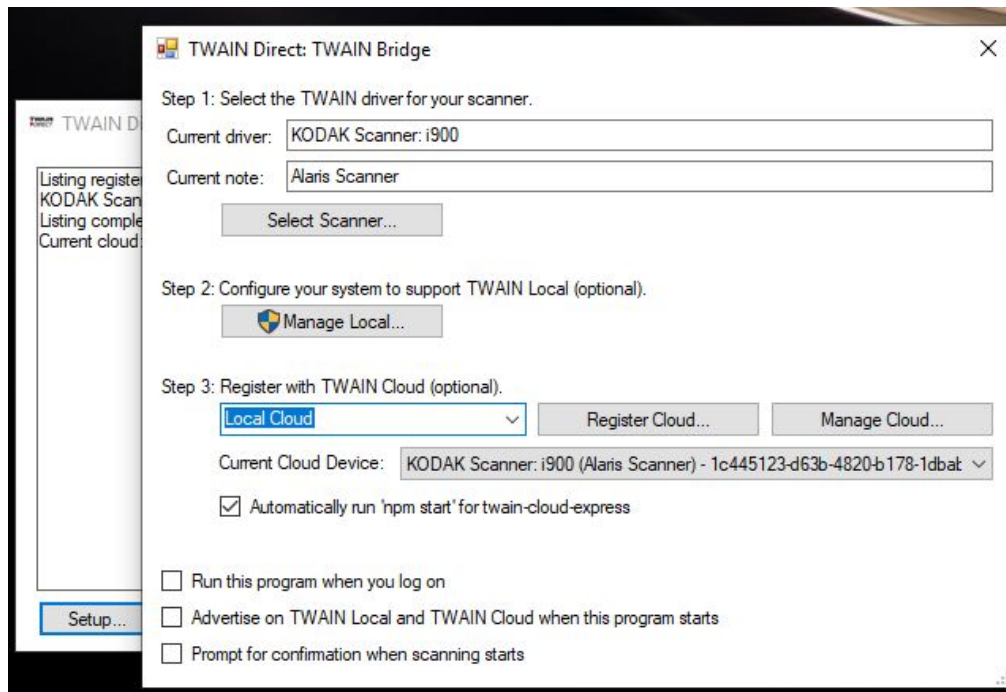 TWAIN Direct: TWAIN Bridge
Step 1: Select the TWAIN driver for your scanner.
Current driver: KODAK Scanner: i900
Current note: Alaris Scanner
Select Scanner...
Step 2: Configure your system to support TWAIN Local (optional).
Manage Local...
Step 3: Register with TWAIN Cloud (optional).
Local Cloud Register Cloud... Manage Cloud...
Current Cloud Device: KODAK Scanner: i900 (Alaris Scanner) - 1c445123-d63b-4820-b178-1dbab
Automatically run 'npm start' for twain-cloud-express
Run this program when you log on
Advertise on TWAIN Local and TWAIN Cloud when this program starts
Prompt for confirmation when scanning starts
TWAIN D
Listing registe
KODAK Scan
Listing comple
Current cloud:
Setup...